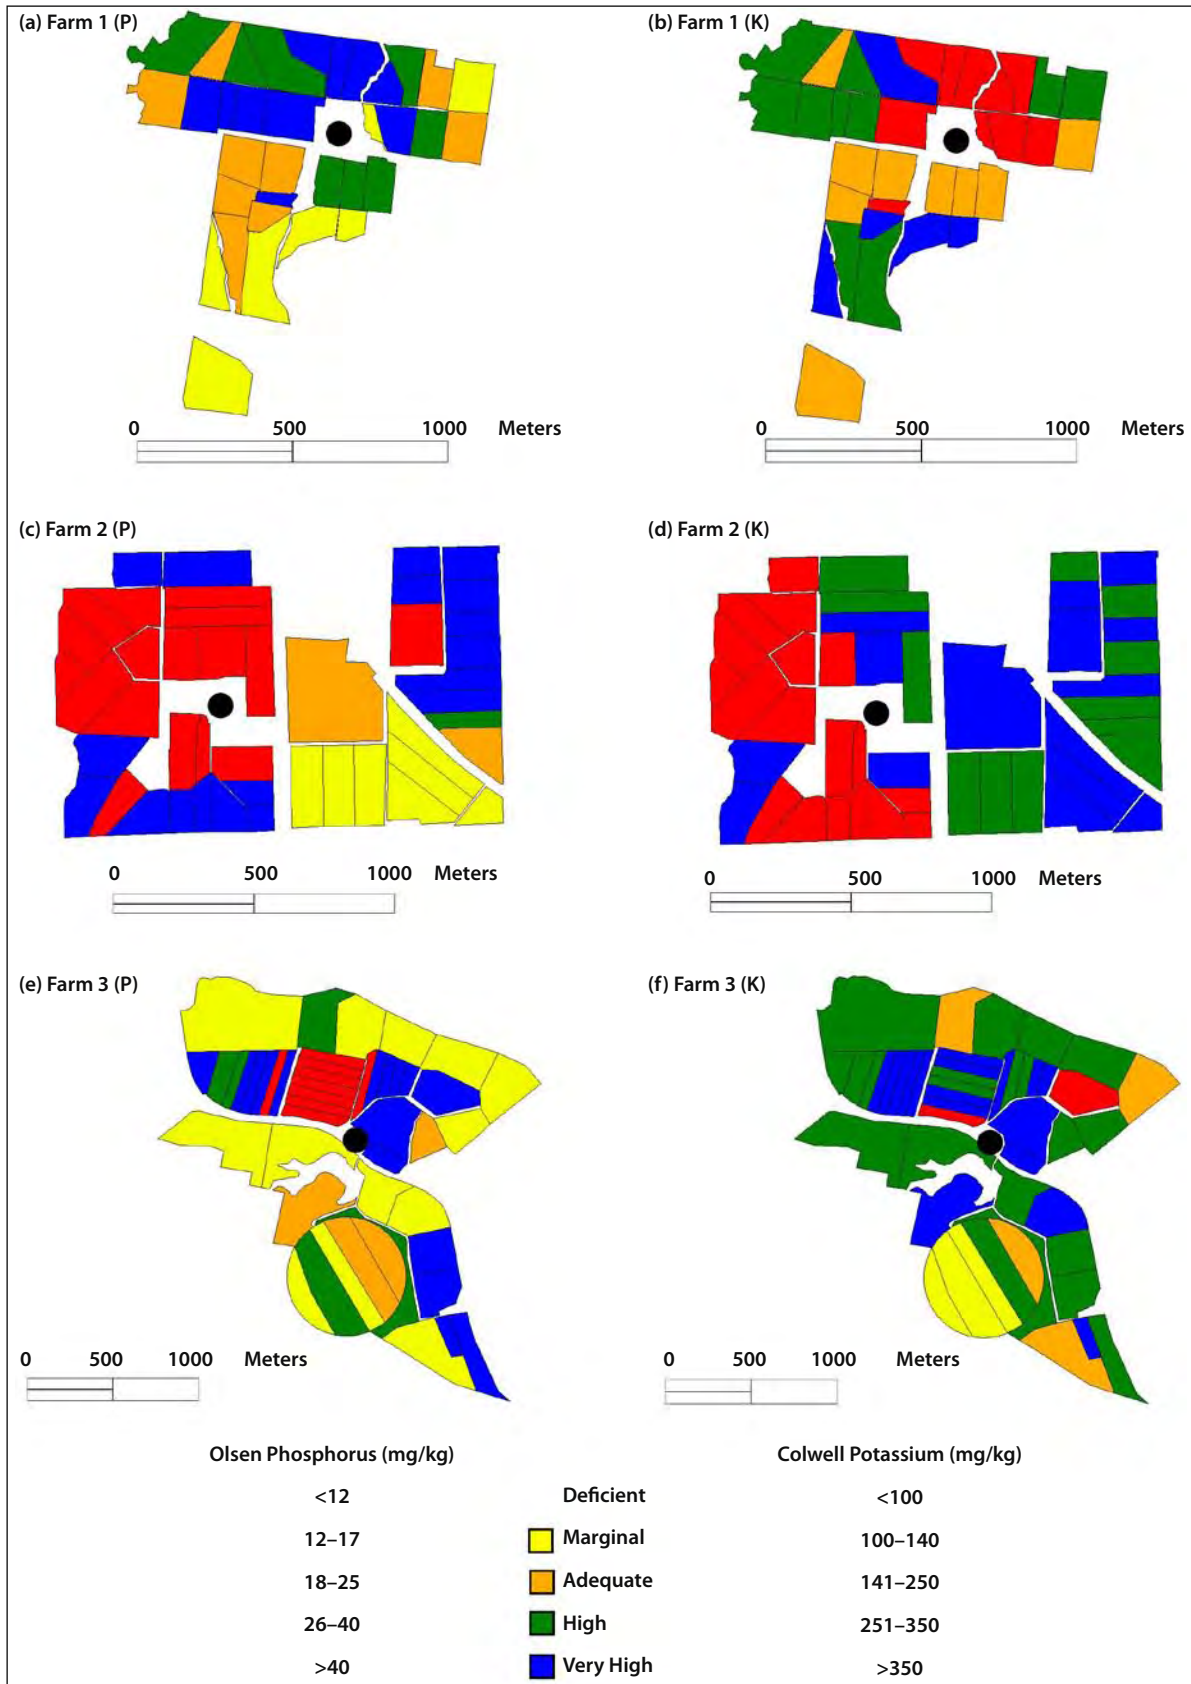 (a) Farm 1 (P)
(b) Farm 1 (K)
0 500 1000 Meters
0 500 1000 Meters
(c) Farm 2 (P)
(d) Farm 2 (K)
0 500 1000 Meters
0 500 1000 Meters
(e) Farm 3 (P)
(f) Farm 3 (K)
0 500 1000 Meters
0 500 1000 Meters
Olsen Phosphorus (mg/kg) Colwell Potassium (mg/kg)
<12 Deficient <100
12–17 Marginal 100–140
18–25 Adequate 141–250
26–40 High 251–350
>40 Very High >350